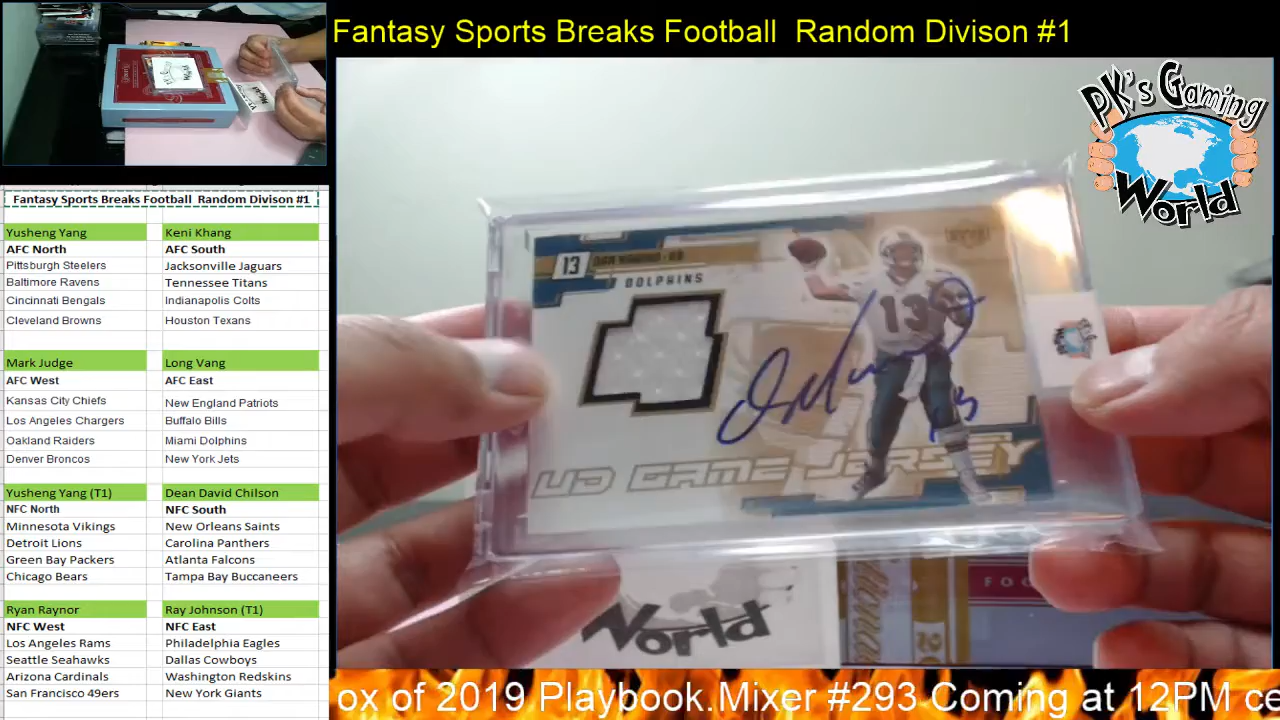 Fantasy Sports Breaks Football Random Divison #1
PK's Gaming
World
Fantasy Sports Breaks Football Random Divison #1
Yusheng Yang
AFC North
Pittsburgh Steelers
Baltimore Ravens
Cincinnati Bengals
Cleveland Browns
Keni Khang
AFC South
Jacksonville Jaguars
Tennessee Titans
Indianapolis Colts
Houston Texans
Mark Judge
AFC West
Kansas City Chiefs
Los Angeles Chargers
Oakland Raiders
Denver Broncos
Long Vang
AFC East
New England Patriots
Buffalo Bills
Miami Dolphins
New York Jets
Yusheng Yang (T1)
NFC North
Minnesota Vikings
Detroit Lions
Green Bay Packers
Chicago Bears
Dean David Chilson
NFC South
New Orleans Saints
Carolina Panthers
Atlanta Falcons
Tampa Bay Buccaneers
Ryan Raynor
NFC West
Los Angeles Rams
Seattle Seahawks
Arizona Cardinals
San Francisco 49ers
Ray Johnson (T1)
NFC East
Philadelphia Eagles
Dallas Cowboys
Washington Redskins
New York Giants
13 DAN MARINO - QB
DOLPHINS
13
UD GAME JERSEY
World
ox of 2019 Playbook.Mixer #293 Coming at 12PM ce